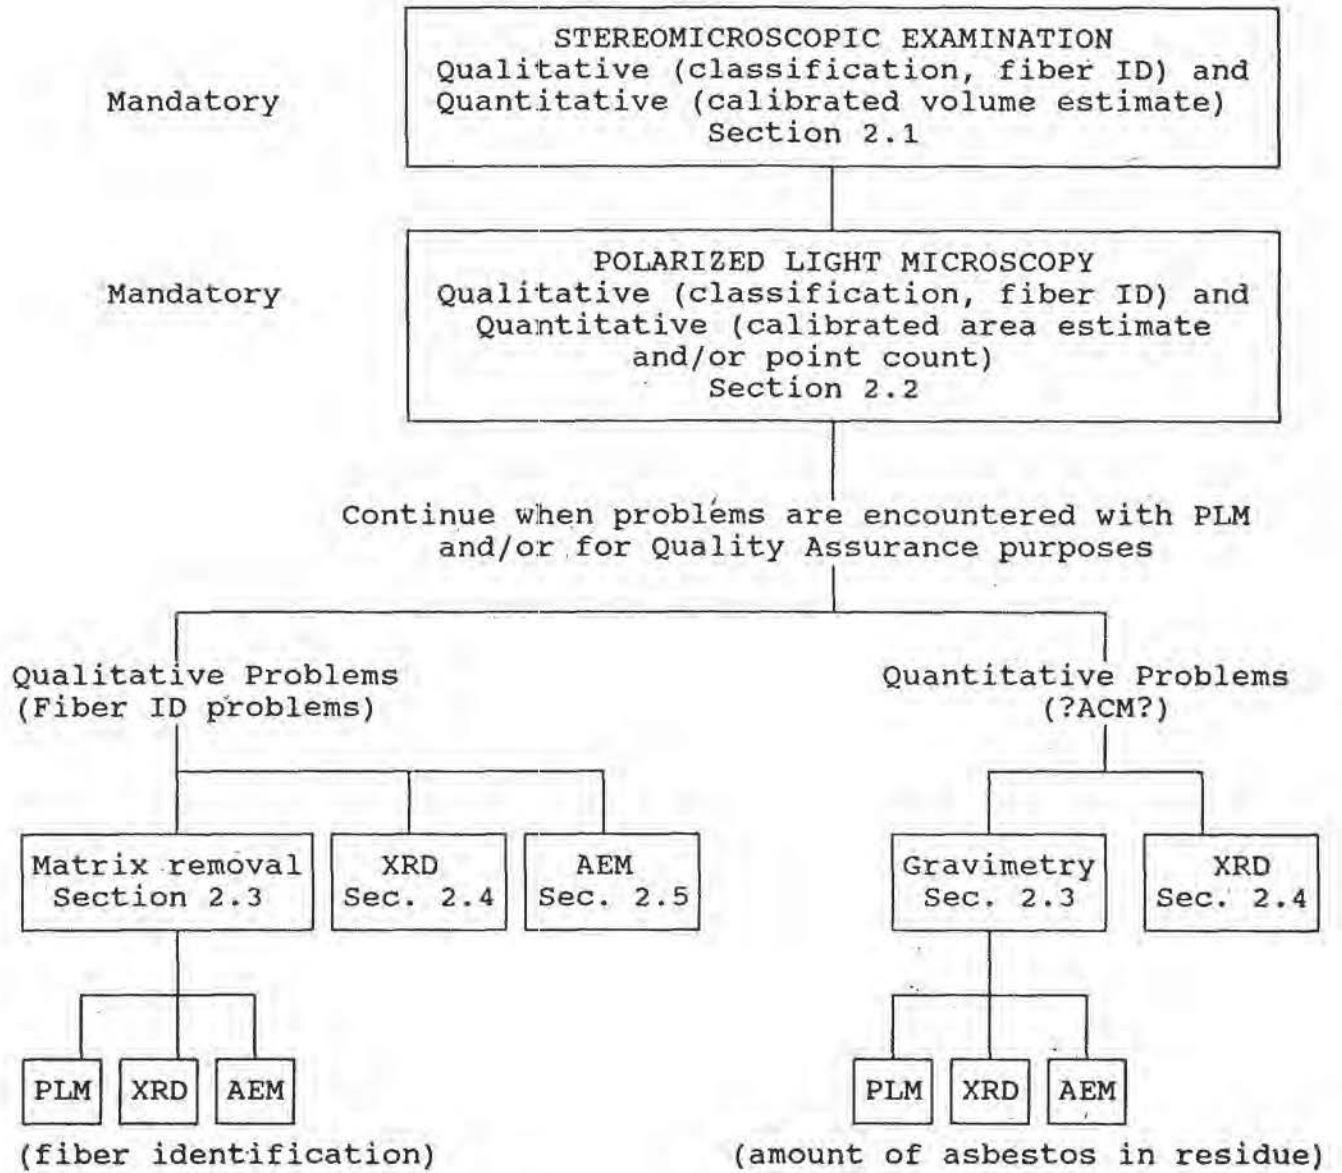 STEREOMICROSCOPIC EXAMINATION
Qualitative (classification, fiber ID) and
Mandatory
Quantitative (calibrated volume estimate)
Section 2.1
POLARIZED LIGHT MICROSCOPY
Mandatory
Qualitative (classification, fiber ID) and
Quantitative (calibrated area estimate
and/or point count)
Section 2.2
Continue when problems are encountered with PLM
and/or for Quality Assurance purposes
Qualitative Problems
(Fiber ID problems)
Quantitative Problems
(?ACM?)
Matrix removal
Section 2.3
XRD
Sec. 2.4
AEM
Sec. 2.5
Gravimetry
Sec. 2.3
XRD
Sec. 2.4
PLM
XRD
AEM
(fiber identification)
PLM
XRD
AEM
(amount of asbestos in residue)